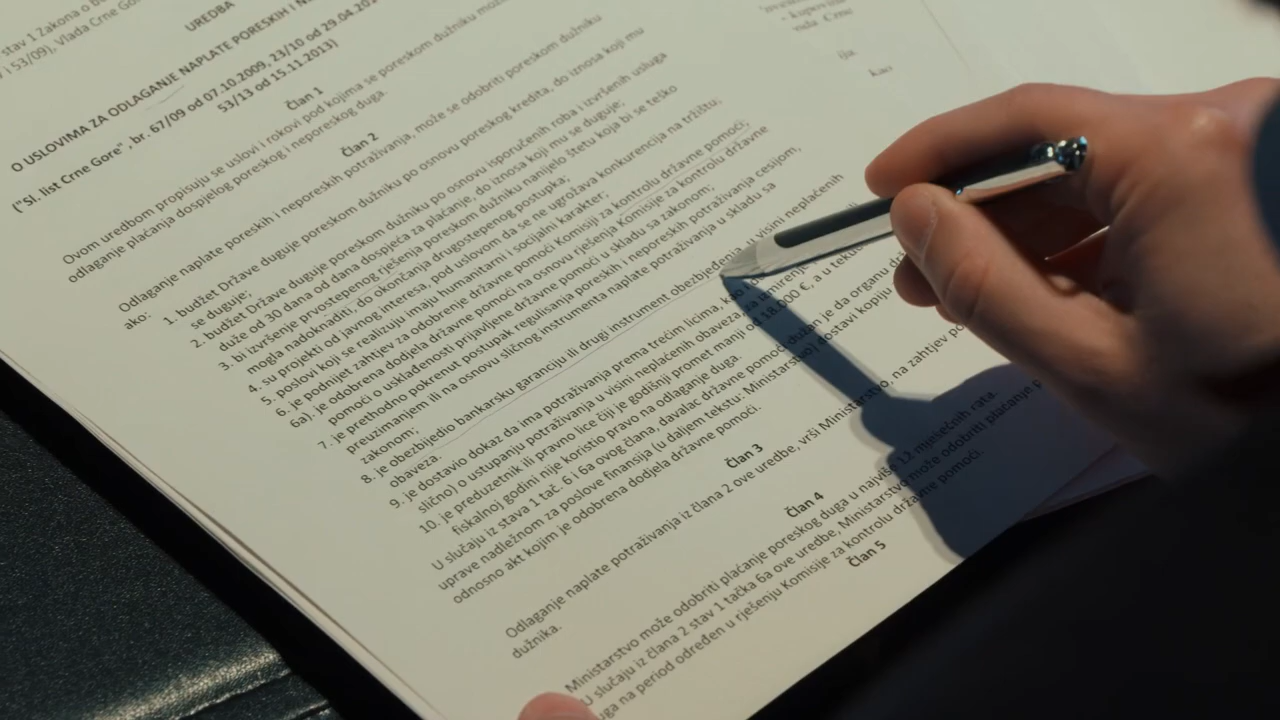 stav 1 Zakona o
i 53/09), Vlada Crne
UREDBA
O USLOVIMA ZA ODLAGANJE NAPLATE PORESKIH I
("Sl. list Crne Gore", br. 67/09 od 07.10.2009, 23/10 od 29.04.
53/13 od 15.11.2013)
Član 1
Ovom uredbom propisuju se uslovi i rokovi pod kojima se poreskom dužniku
odlaganje plaćanja dospjelog poreskog i neporeskog duga.
Član 2
Odlaganje naplate poreskih i neporeskih potraživanja, može se odobriti poreskom dužniku
ako:
1. budžet Države duguje poreskom dužniku po osnovu poreskog kredita, do iznosa koji mu
se duguje;
2. budžet Države duguje poreskom dužniku po osnovu isporučenih roba i izvršenih usluga
duže od 30 dana od dana dospjeća za plaćanje, do iznosa koji mu se duguje;
3. bi izvršenje prvostepenog rješenja poreskom dužniku nanijelo štetu koja bi se teško
mogla nadoknaditi, do okončanja drugostepenog postupka;
4. su projekti od javnog interesa, pod uslovom da se ne ugrožava konkurencija na tržištu;
5. poslovi koji se realizuju imaju humanitarni i socijalni karakter;
6. je podnijet zahtjev za odobrenje državne pomoći Komisiji za kontrolu državne pomoći;
6a). je odobrena dodjela državne pomoći na osnovu rješenja Komisije za kontrolu državne
pomoći o usklađenosti prijavljene državne pomoći u skladu sa zakonom;
7. je prethodno pokrenut postupak regulisanja poreskih i neporeskih potraživanja cesijom,
preuzimanjem ili na osnovu sličnog instrumenta naplate potraživanja u skladu sa
zakonom;
8. je obezbijedio bankarsku garanciju ili drugi instrument obezbjeđenja u visini neplaćenih
obaveza.
9. je dostavio dokaz da ima potraživanja prema trećim licima, kao i
slično) o ustupanju potraživanja u visini neplaćenih obaveza, za izmirenje
10. je preduzetnik ili pravno lice čiji je godišnji promet manji od 18.000 €, a u
fiskalnoj godini nije koristio pravo na odlaganje duga.
U slučaju iz stava 1 tač. 6 i 6a ovog člana, davalac državne pomoći dužan je da organu
uprave nadležnom za poslove finansija (u daljem tekstu: Ministarstvo) dostavi kopiju
odnosno akt kojim je odobrena dodjela državne pomoći.
Član 3
Odlaganje naplate potraživanja iz člana 2 ove uredbe, vrši Ministarstvo, na zahtjev
dužnika.
Član 4
Ministarstvo može odobriti plaćanje poreskog duga u najviše 12 mjesečnih rata.
U slučaju iz člana 2 stav 1 tačka 6a ove uredbe, Ministarstvo može odobriti plaćanje
na period određen u rješenju Komisije za kontrolu državne pomoći.
Član 5
Crne
kao